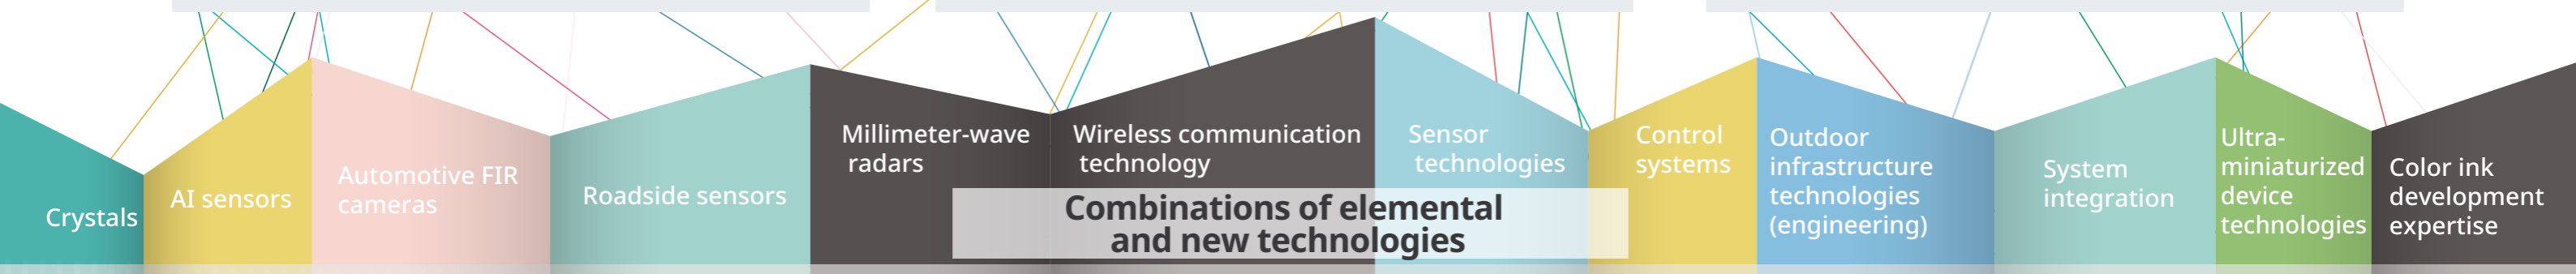 Crystals
AI sensors
Automotive FIR
cameras
Roadside sensors
Millimeter-wave
radars
Wireless communication
technology
Sensor
technologies
Control
systems
Outdoor
infrastructure
technologies
(engineering)
System
integration
Ultra-
miniaturized
device
technologies
Color ink
development
expertise
Combinations of elemental
and new technologies